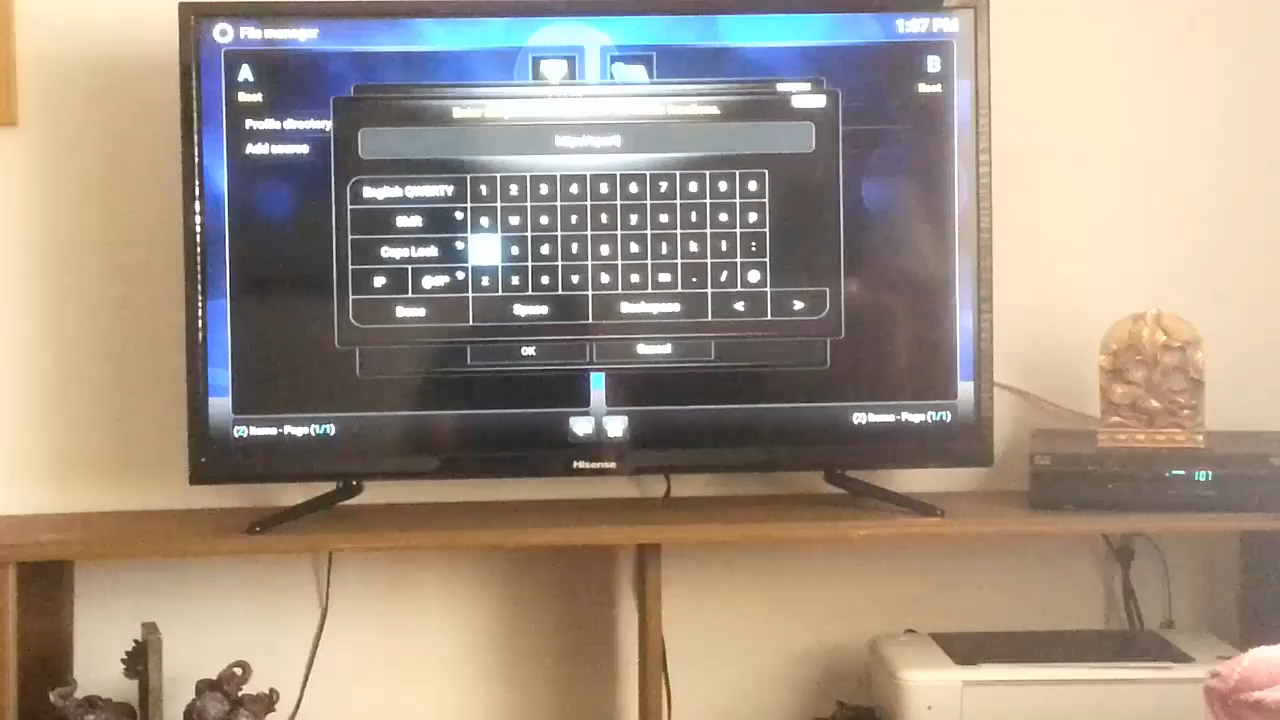 File manager
1:07 PM
A
B
Root
Root
Profile directory
Add source
English QWERTY 1 2 3 4 5 6 7 8 9 0
q w e r t y u i o p
Caps Lock s d f g h j k l :
IP z x c v b n m . / @
Done Space Backspace < >
OK Cancel
(2) Items - Page (1/1)
(2) Items - Page (1/1)
Hisense
107